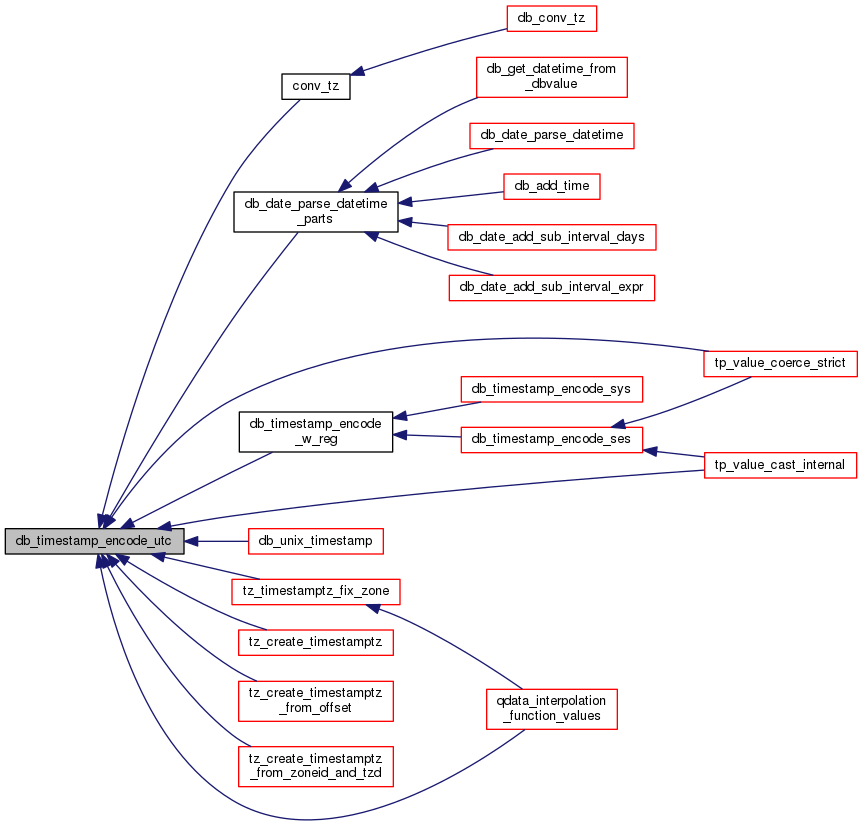 db_conv_tz
conv_tz
db_get_datetime_from
_dbvalue
db_date_parse_datetime
db_add_time
db_date_parse_datetime
_parts
db_date_add_sub_interval_days
db_date_add_sub_interval_expr
tp_value_coerce_strict
db_timestamp_encode_sys
db_timestamp_encode
_w_reg
db_timestamp_encode_ses
tp_value_cast_internal
db_timestamp_encode_utc
db_unix_timestamp
tz_timestamptz_fix_zone
tz_create_timestamptz
tz_create_timestamptz
_from_offset
qdata_interpolation
_function_values
tz_create_timestamptz
_from_zoneid_and_tzd